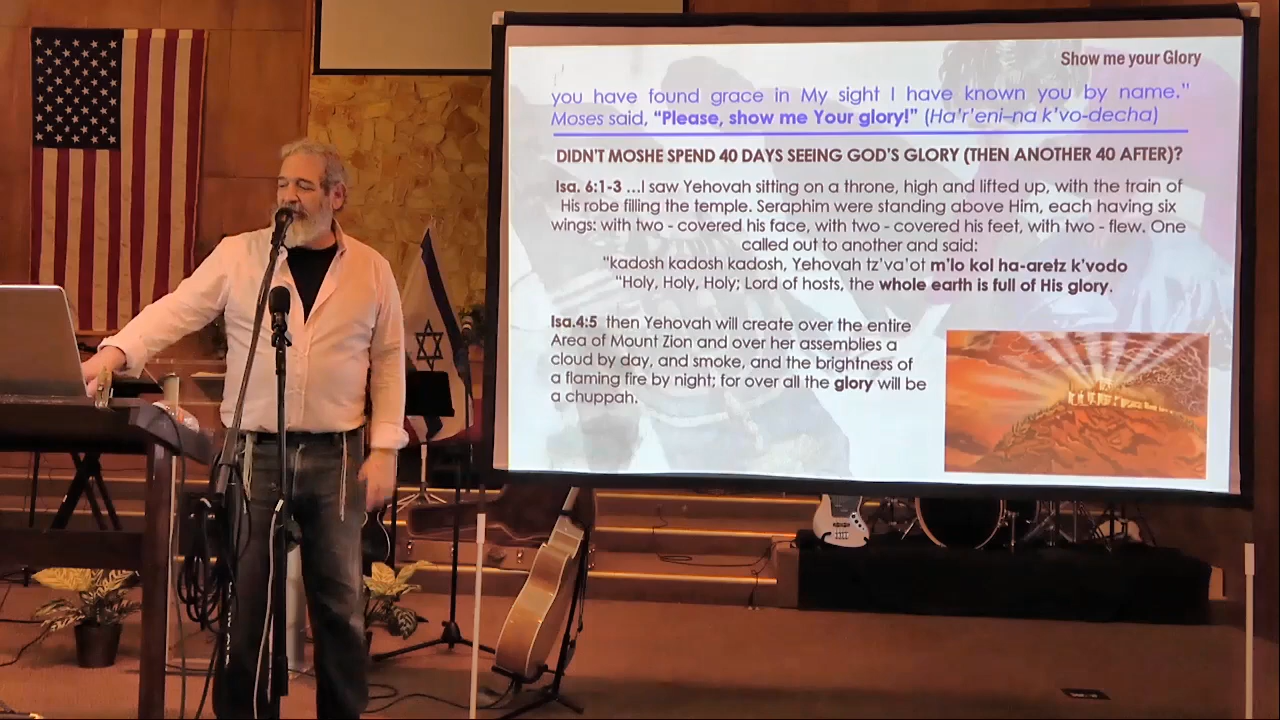 Show me your Glory
you have found grace in My sight I have known you by name."
Moses said, "Please, show me Your glory!" (Ha'r'eni–na k'vo-decha)
DIDN'T MOSHE SPEND 40 DAYS SEEING GOD'S GLORY (THEN ANOTHER 40 AFTER)?
Isa. 6:1-3 ...I saw Yehovah sitting on a throne, high and lifted up, with the train of
His robe filling the temple. Seraphim were standing above Him, each having six
wings: with two - covered his face, with two - covered his feet, with two - flew. One
called out to another and said:
"kadosh kadosh kadosh, Yehovah tz'va'ot m'lo kol ha-aretz k'vodo
"Holy, Holy, Holy; Lord of hosts, the whole earth is full of His glory.
Isa.4:5 then Yehovah will create over the entire
Area of Mount Zion and over her assemblies a
cloud by day, and smoke, and the brightness of
a flaming fire by night; for over all the glory will be
a chuppah.